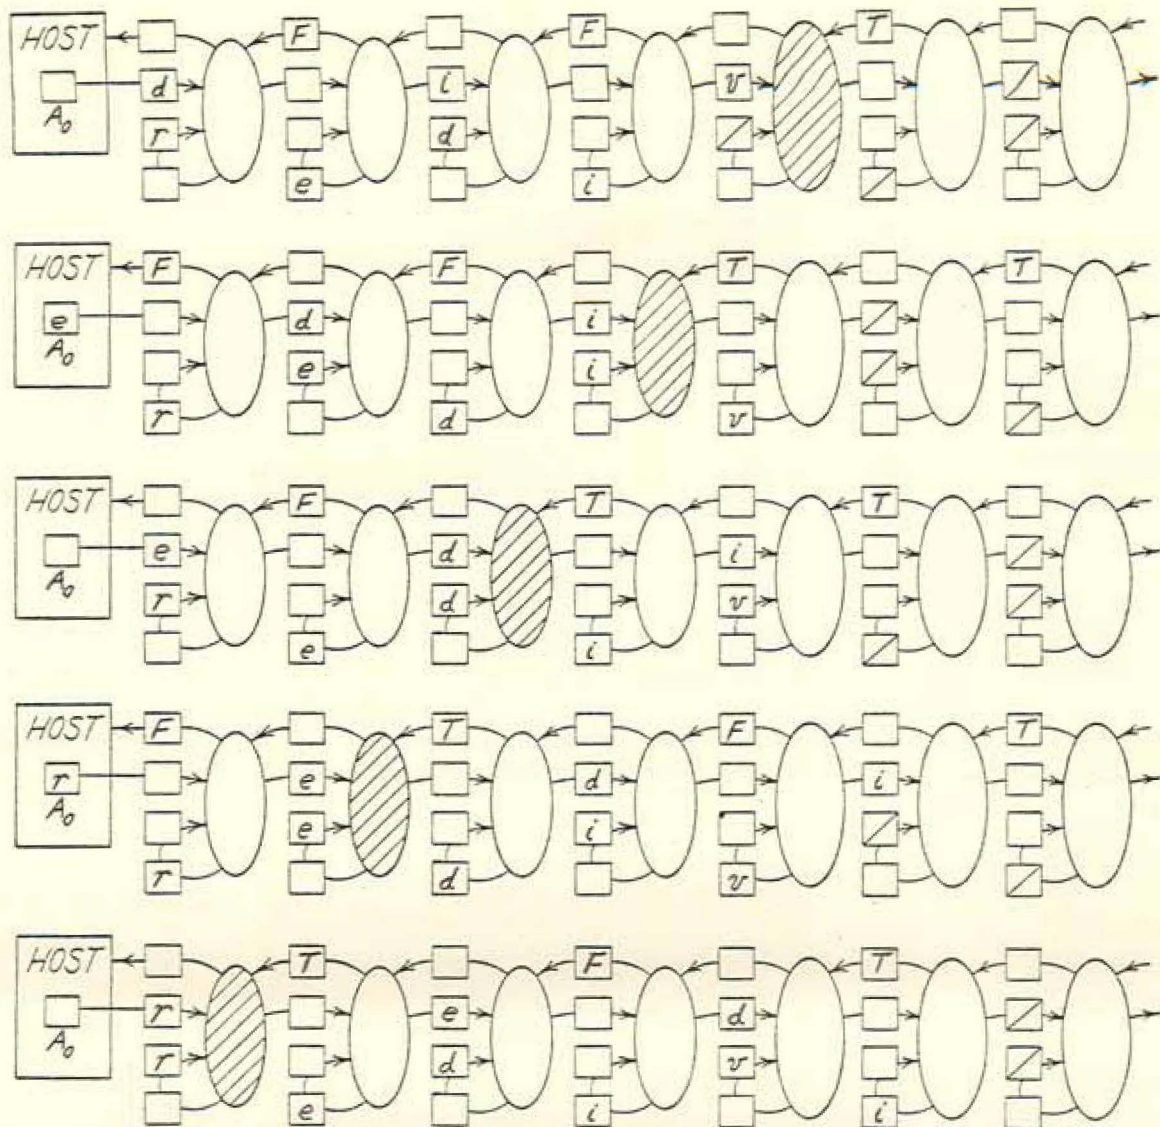 HOST F F T
d i v
A₀ r d
e i
HOST F F T T
e d i
A₀ e i
r d v
HOST F T T
e d i
A₀ r d v
e i
HOST F T F T
r e d i
A₀ e i
r d v
HOST T F T
r e d
A₀ r d v
e i i